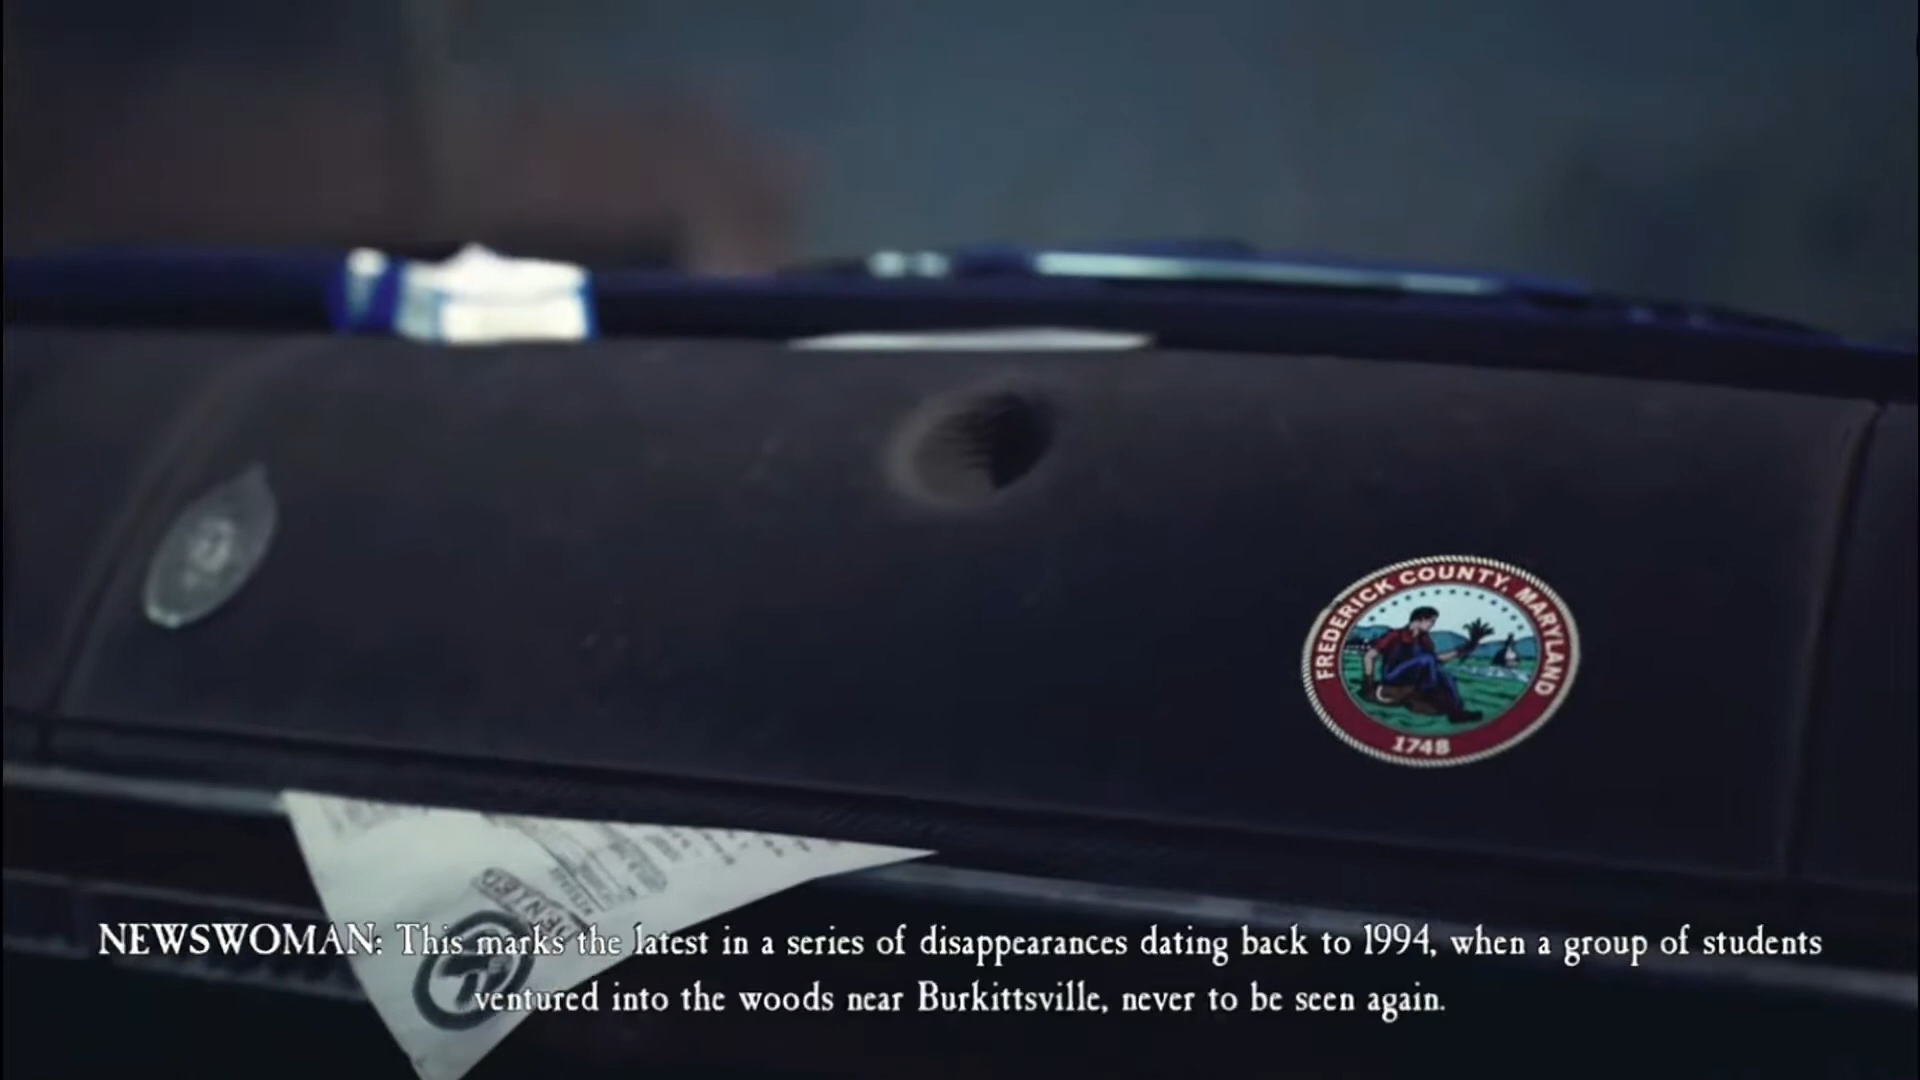 FREDERICK COUNTY, MARYLAND
1748
NEWSWOMAN: This marks the latest in a series of disappearances dating back to 1994, when a group of students
ventured into the woods near Burkittsville, never to be seen again.